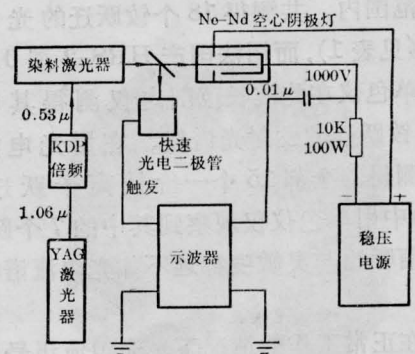 Ne-Nd空心阴极灯
染料激光器
1000V
0.01μ
0.53μ
快速
光电二极管
10K
100W
KDP
倍频
触发
1.06μ
示波器
+
稳压
电源
YAG
激
光
器